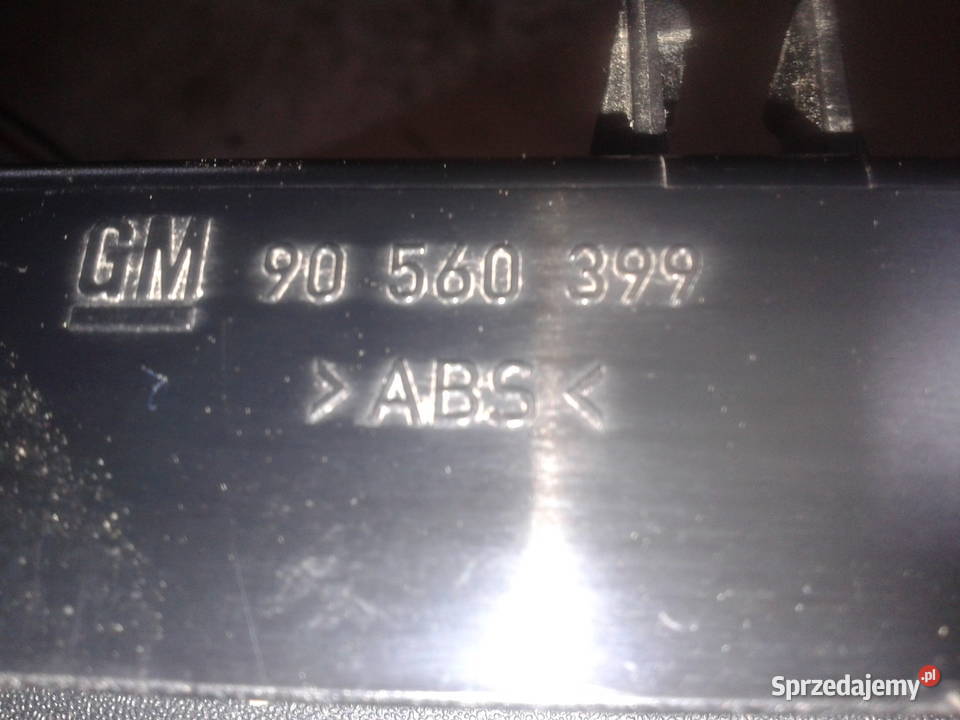 GM 90 560 399
>ABS<
Sprzedajemy.pl